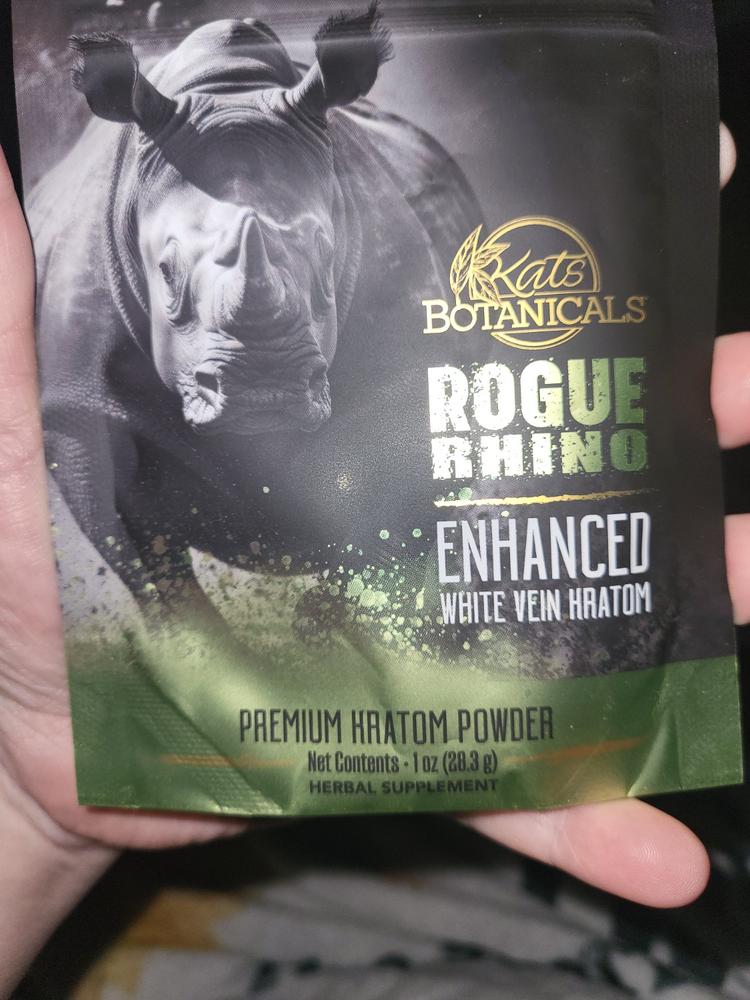 Kats
BOTANICALS
ROGUE
RHINO
ENHANCED
WHITE VEIN KRATOM
PREMIUM KRATOM POWDER
Net Contents • 1 oz (28.3 g)
HERBAL SUPPLEMENT